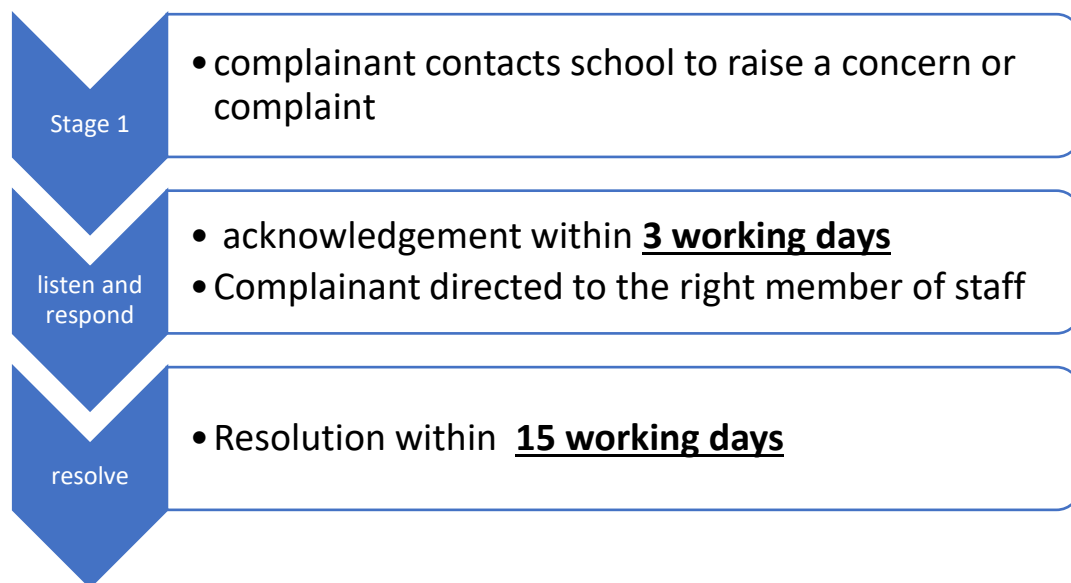 Stage 1
• complainant contacts school to raise a concern or
complaint
listen and
respond
• acknowledgement within 3 working days
• Complainant directed to the right member of staff
resolve
• Resolution within 15 working days